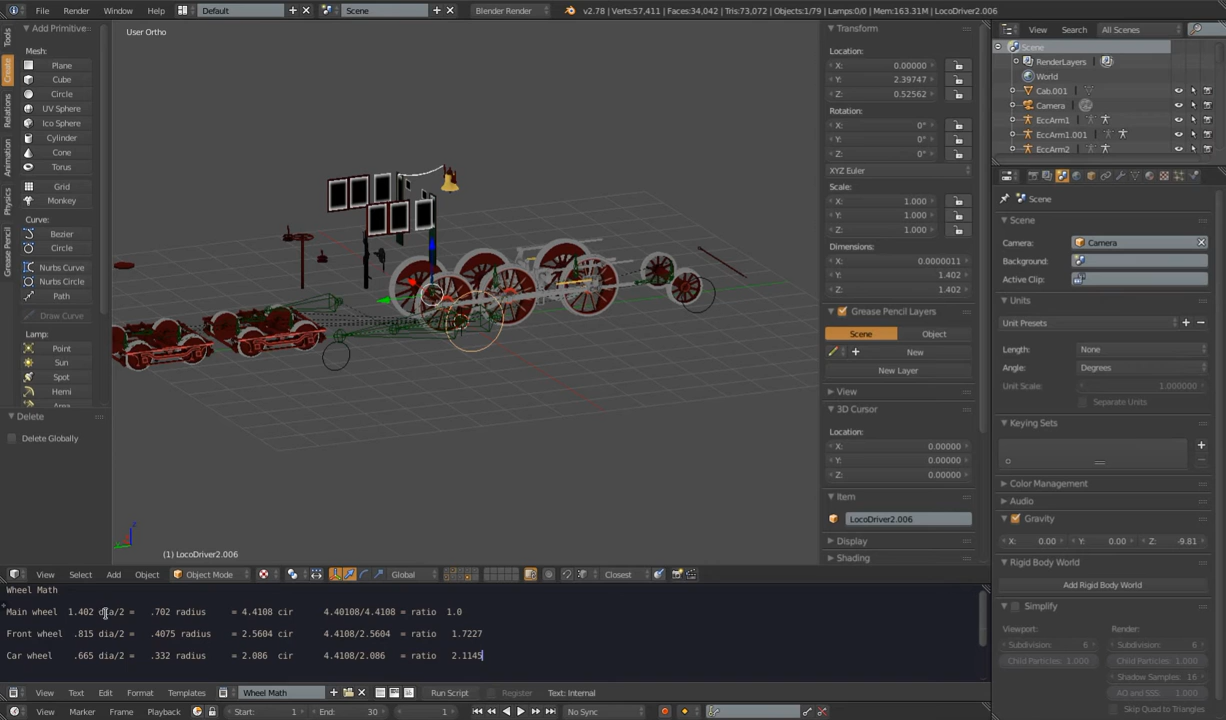 File Render Window Help Default Scene Blender Render v2.78 | Verts:57,411 | Faces:34,042 | Tris:73,072 | Objects:1/79 | Lamps:0/0 | Mem:163.31M | LocoDriver2.006
Tools
Create
Relations
Animation
Physics
Grease Pencil
Add Primitive
Mesh:
Plane
Cube
Circle
UV Sphere
Ico Sphere
Cylinder
Cone
Torus
Grid
Monkey
Curve:
Bezier
Circle
Nurbs Curve
Nurbs Circle
Path
Draw Curve
Lamp:
Point
Sun
Spot
Hemi
Area
Delete
Delete Globally
User Ortho
(1) LocoDriver2.006
Transform
Location:
X: 0.00000
Y: 2.39747
Z: 0.52562
Rotation:
X: 0°
Y: 0°
Z: 0°
XYZ Euler
Scale:
X: 1.000
Y: 1.000
Z: 1.000
Dimensions:
X: 0.0000011
Y: 1.402
Z: 1.402
Grease Pencil Layers
Scene Object
New
New Layer
View
3D Cursor
Location:
X: 0.00000
Y: 0.00000
Z: 0.00000
Item
LocoDriver2.006
Display
Shading
View Search All Scenes
Scene
RenderLayers
World
Cab.001
Camera
EccArm1
EccArm1.001
EccArm2
Scene
Scene
Camera: Camera
Background:
Active Clip:
Units
Unit Presets
Length: None
Angle: Degrees
Unit Scale: 1.000000
Separate Units
Keying Sets
Color Management
Audio
Gravity
X: 0.00 Y: 0.00 Z: -9.81
Rigid Body World
Add Rigid Body World
Simplify
Viewport: Render:
Subdivision: 6 Subdivision: 6
Child Particles: 1.000 Child Particles: 1.000
Shadow Samples: 16
AO and SSS: 1.000
Skip Quad to Triangles
View Select Add Object Object Mode Global Closest
Wheel Math
Main wheel 1.402 dia/2 = .702 radius = 4.4108 cir 4.40108/4.4108 = ratio 1.0
Front wheel .815 dia/2 = .4075 radius = 2.5604 cir 4.4108/2.5604 = ratio 1.7227
Car wheel .665 dia/2 = .332 radius = 2.086 cir 4.4108/2.086 = ratio 2.1145
View Text Edit Format Templates Wheel Math Run Script Register Text: Internal
View Marker Frame Playback Start: 1 End: 30 1 No Sync